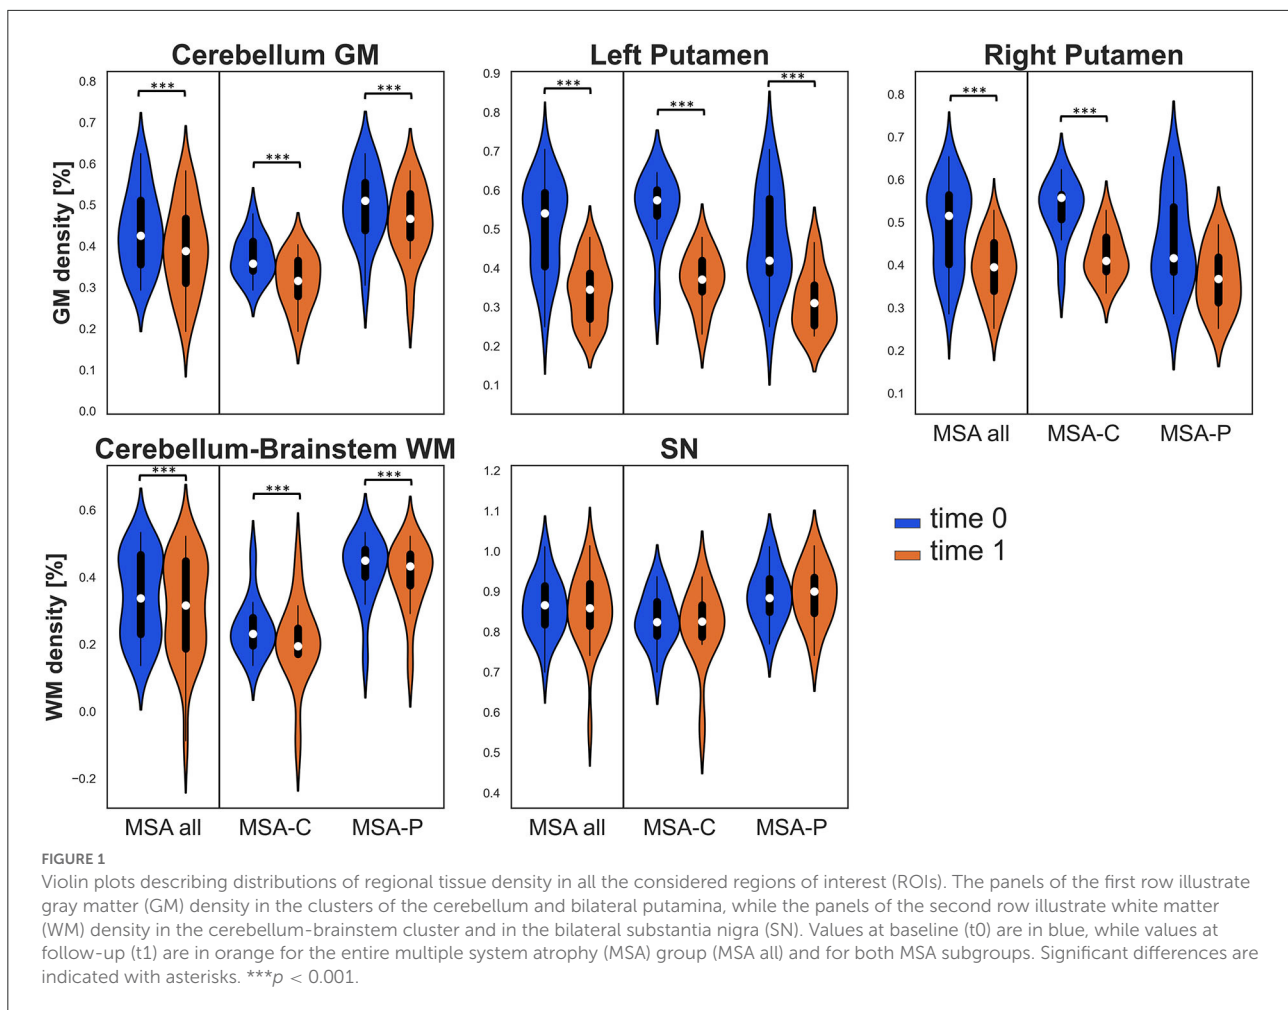 Cerebellum GM
Left Putamen
Right Putamen
GM density [%]
0.8
0.7
0.6
0.5
0.4
0.3
0.2
0.1
0.0
***
***
***
0.9
0.8
0.7
0.6
0.5
0.4
0.3
0.2
0.1
***
***
***
0.8
0.7
0.6
0.5
0.4
0.3
0.2
0.1
***
***
MSA all MSA-C MSA-P
Cerebellum-Brainstem WM
SN
WM density [%]
0.6
0.4
0.2
0.0
−0.2
***
***
***
MSA all MSA-C MSA-P
1.2
1.1
1.0
0.9
0.8
0.7
0.6
0.5
0.4
MSA all MSA-C MSA-P
time 0
time 1
FIGURE 1
Violin plots describing distributions of regional tissue density in all the considered regions of interest (ROIs). The panels of the first row illustrate
gray matter (GM) density in the clusters of the cerebellum and bilateral putamina, while the panels of the second row illustrate white matter
(WM) density in the cerebellum-brainstem cluster and in the bilateral substantia nigra (SN). Values at baseline (t0) are in blue, while values at
follow-up (t1) are in orange for the entire multiple system atrophy (MSA) group (MSA all) and for both MSA subgroups. Significant differences are
indicated with asterisks. ***p < 0.001.